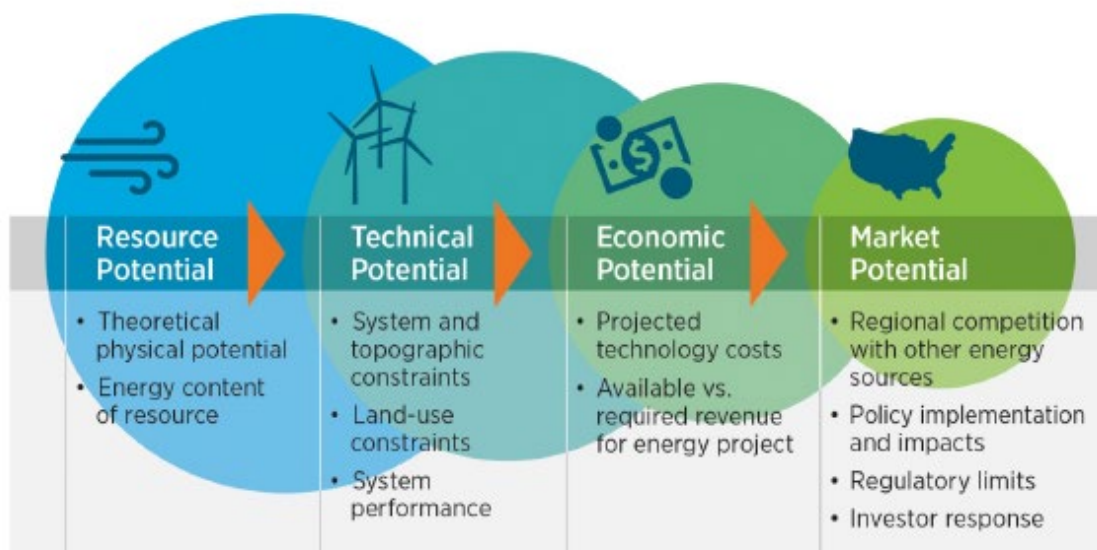 Resource
Potential
• Theoretical
physical potential
• Energy content
of resource
Technical
Potential
• System and
topographic
constraints
• Land-use
constraints
• System
performance
$
Economic
Potential
• Projected
technology costs
• Available vs.
required revenue
for energy project
Market
Potential
• Regional competition
with other energy
sources
• Policy implementation
and impacts
• Regulatory limits
• Investor response